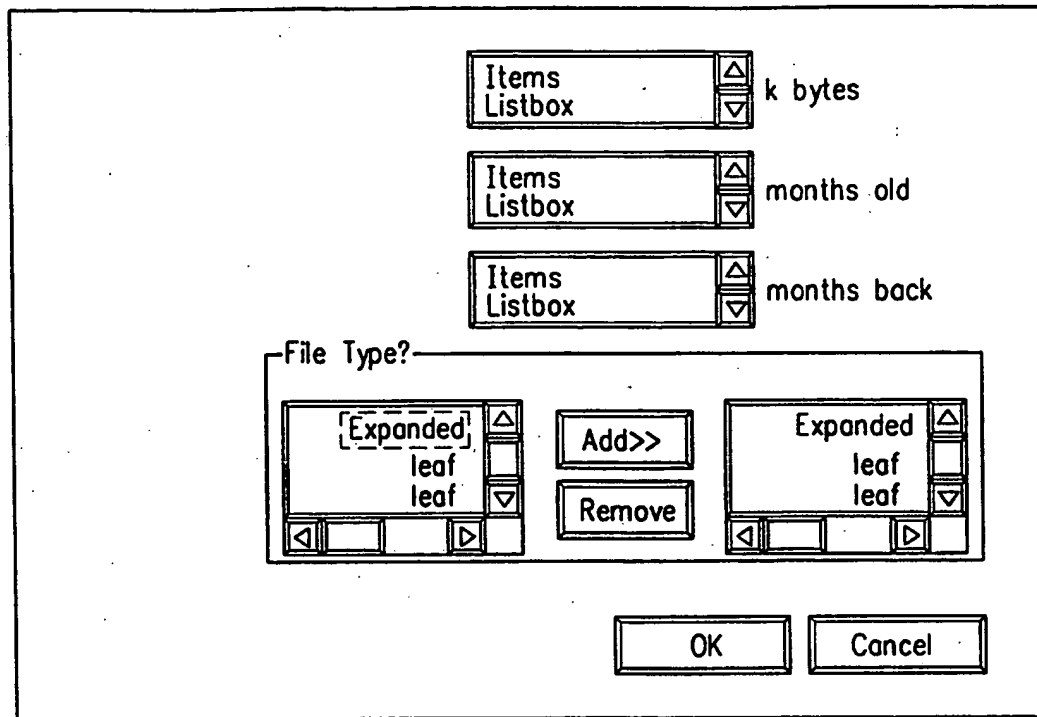 Items
Listbox
k bytes
Items
Listbox
months old
Items
Listbox
months back
File Type?
Expanded
leaf
leaf
Add>>
Remove
Expanded
leaf
leaf
OK
Cancel